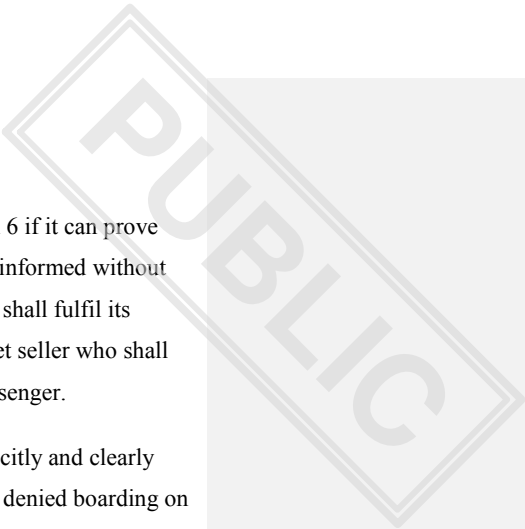 PUBLIC
6 if it can prove
informed without
shall fulfil its
et seller who shall
senger.
citly and clearly
denied boarding on